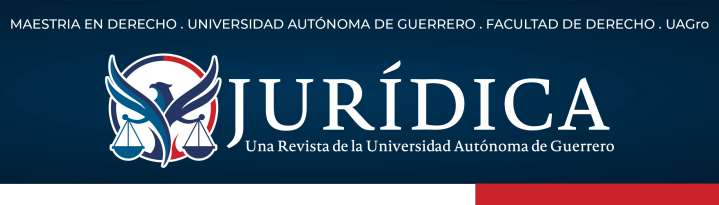 MAESTRIA EN DERECHO . UNIVERSIDAD AUTÓNOMA DE GUERRERO . FACULTAD DE DERECHO . UAGro
JURÍDICA
Una Revista de la Universidad Autónoma de Guerrero